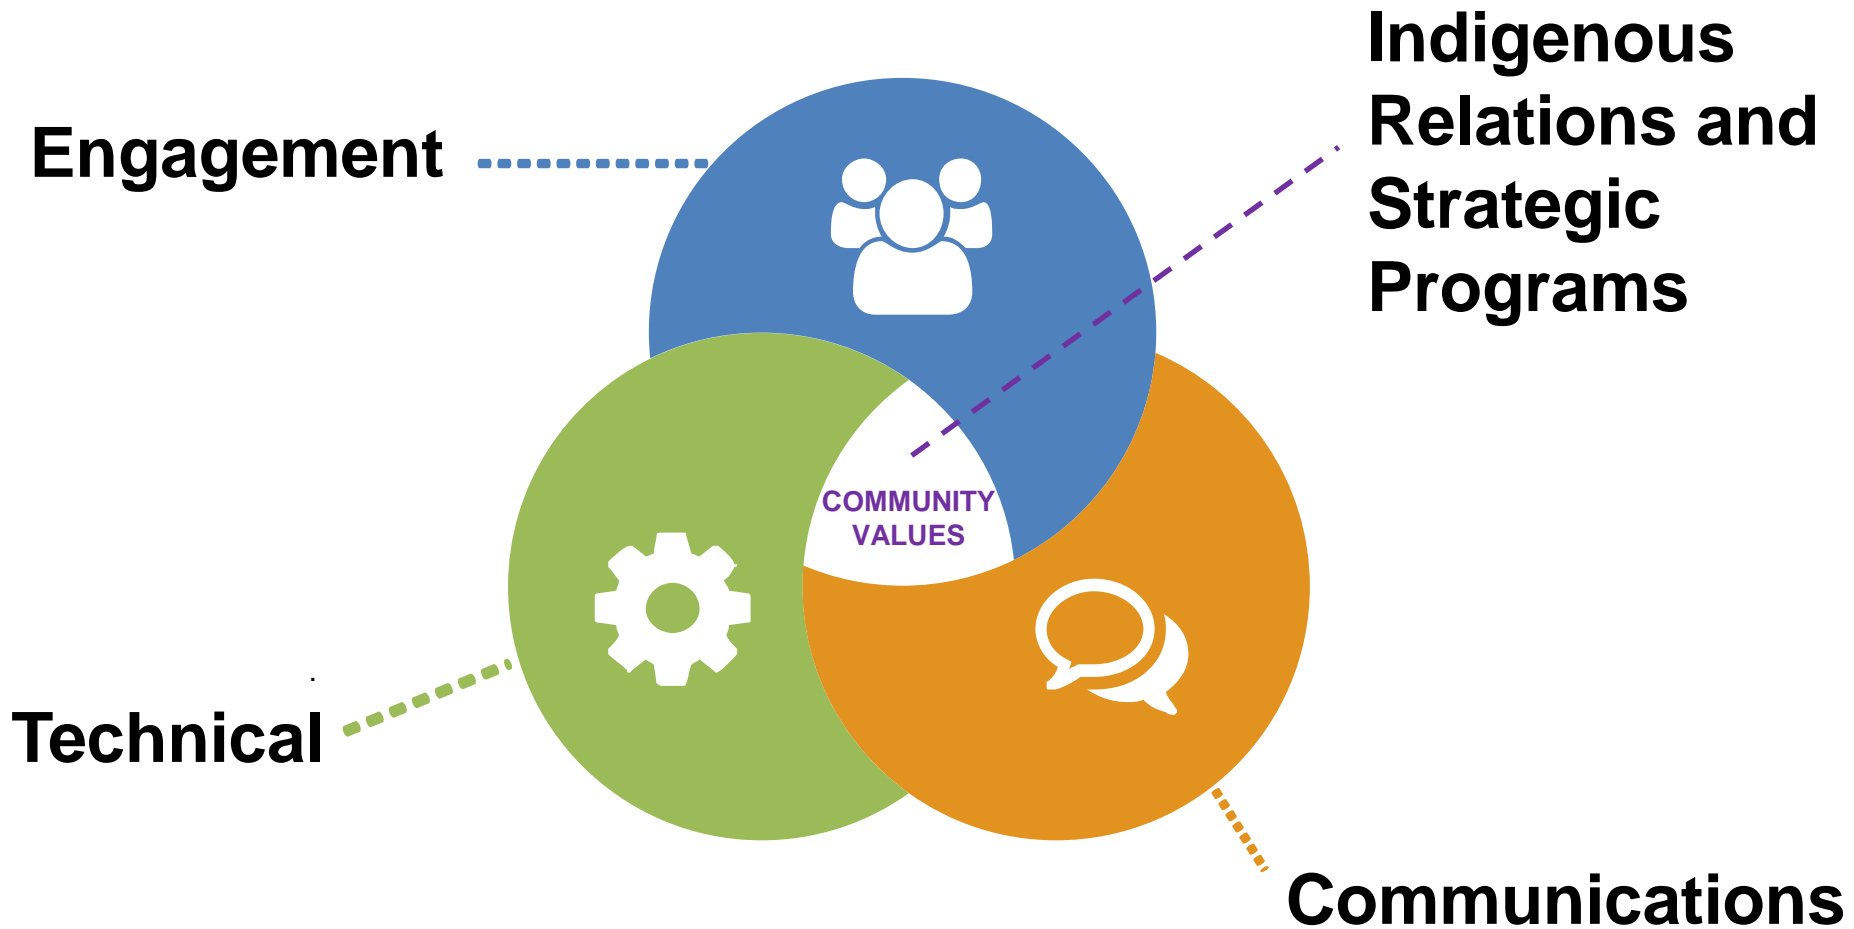 Engagement
Indigenous
Relations and
Strategic
Programs
COMMUNITY
VALUES
.
Technical
Communications